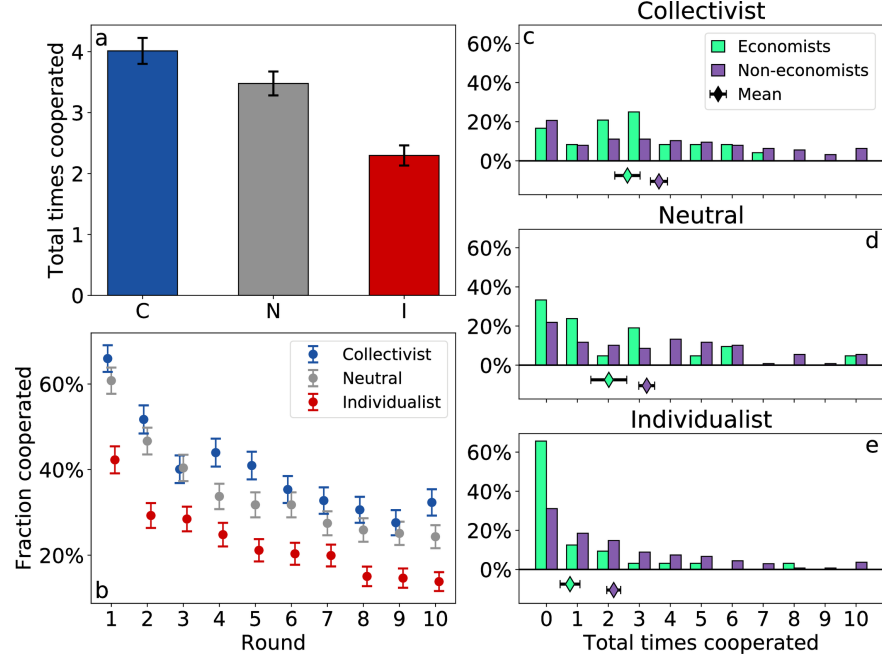 a
Total times cooperated
4
3
2
1
0
C N I
b
Fraction cooperated
60%
40%
20%
Collectivist
Neutral
Individualist
1 2 3 4 5 6 7 8 9 10
Round
Collectivist
c
60%
40%
20%
0%
Economists
Non-economists
Mean
Neutral
d
60%
40%
20%
0%
Individualist
e
60%
40%
20%
0%
0 1 2 3 4 5 6 7 8 9 10
Total times cooperated